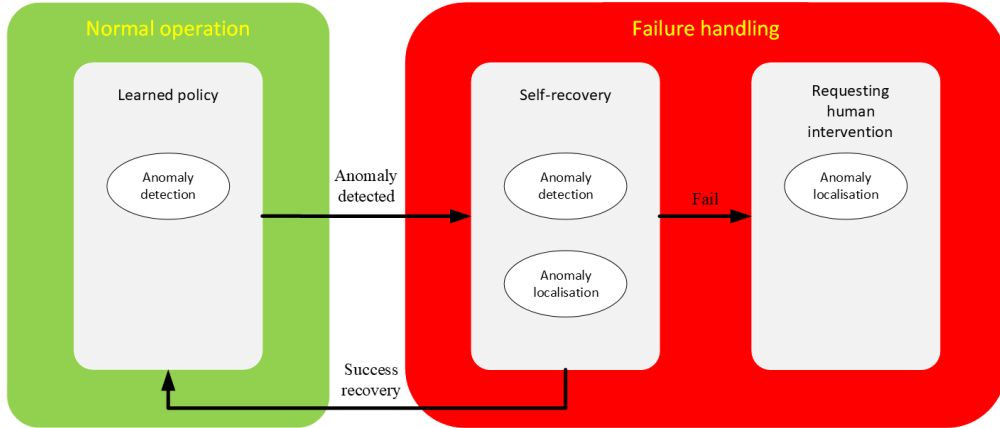 Normal operation
Failure handling
Learned policy
Anomaly
detection
Anomaly
detected
Self-recovery
Anomaly
detection
Anomaly
localisation
Fail
Requesting
human
intervention
Anomaly
localisation
Success
recovery